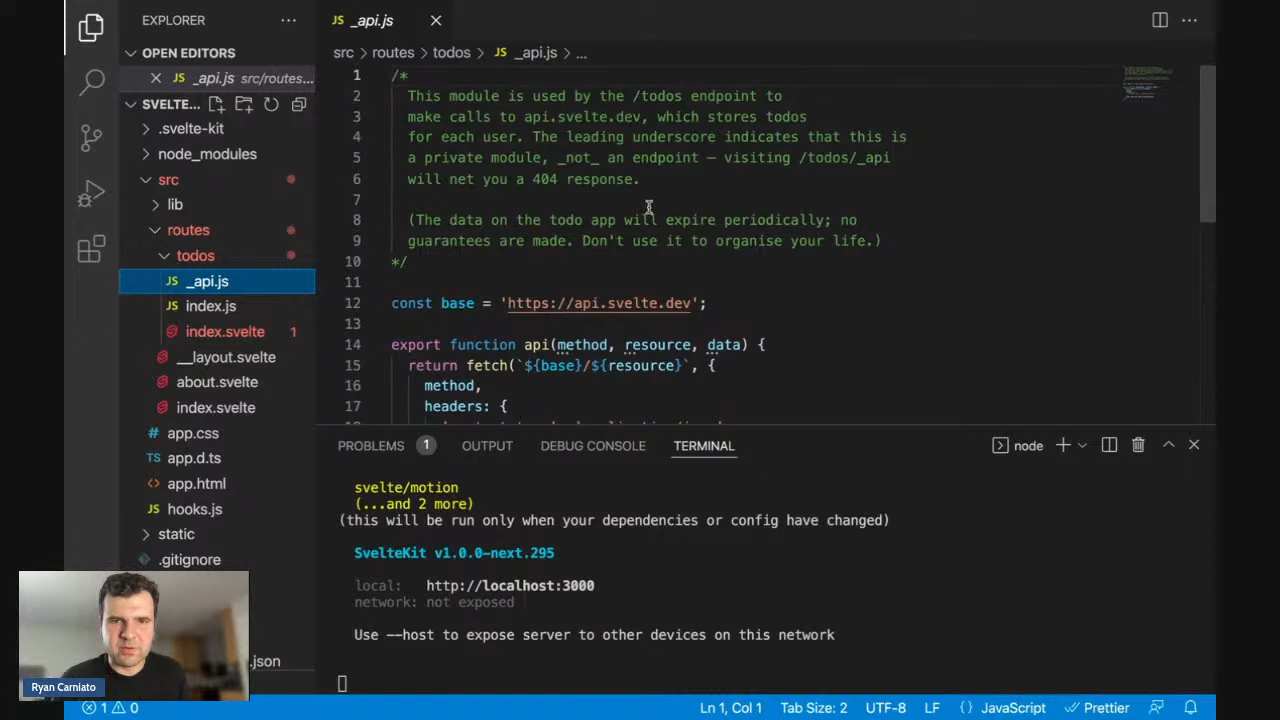 EXPLORER
OPEN EDITORS
JS _api.js src/routes...
SVELTE...
.svelte-kit
node_modules
src
lib
routes
todos
JS _api.js
JS index.js
index.svelte 1
__layout.svelte
about.svelte
index.svelte
# app.css
TS app.d.ts
<> app.html
JS hooks.js
static
.gitignore
.json
Ryan Carniato
JS _api.js
src > routes > todos > JS _api.js > ...
1 /*
2 This module is used by the /todos endpoint to
3 make calls to api.svelte.dev, which stores todos
4 for each user. The leading underscore indicates that this is
5 a private module, _not_ an endpoint — visiting /todos/_api
6 will net you a 404 response.
7
8 (The data on the todo app will expire periodically; no
9 guarantees are made. Don't use it to organise your life.)
10 */
11
12 const base = 'https://api.svelte.dev';
13
14 export function api(method, resource, data) {
15 return fetch(`${base}/${resource}`, {
16 method,
17 headers: {
PROBLEMS 1 OUTPUT DEBUG CONSOLE TERMINAL node
svelte/motion
(...and 2 more)
(this will be run only when your dependencies or config have changed)
SvelteKit v1.0.0-next.295
local: http://localhost:3000
network: not exposed
Use --host to expose server to other devices on this network
1 0 Ln 1, Col 1 Tab Size: 2 UTF-8 LF {} JavaScript Prettier